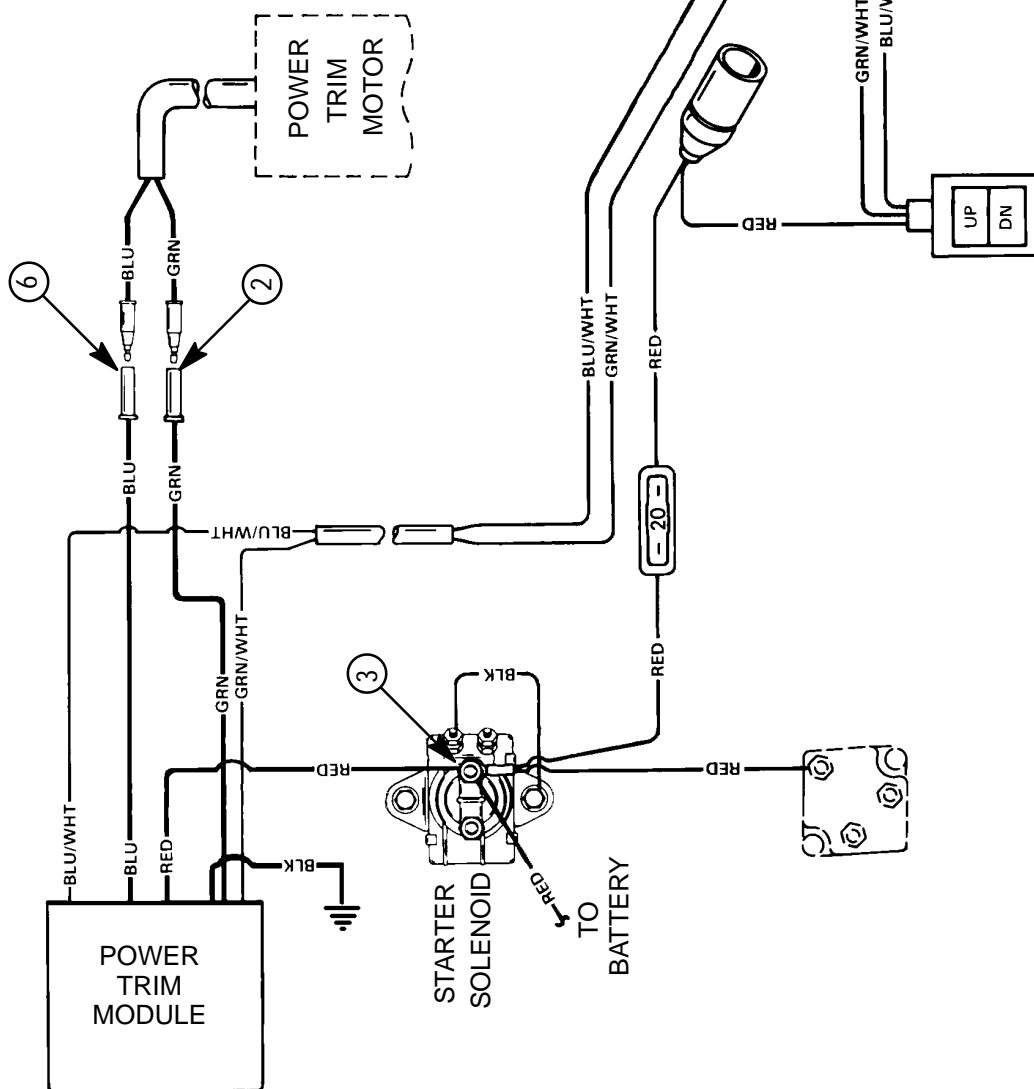 POWER
TRIM
MOTOR
GRN/WHT
BLU/W
6
BLU
GRN
2
BLU
GRN
RED
UP
DN
BLU/WHT
GRN/WHT
RED
BLU/WHT
- 20 -
GRN
GRN/WHT
3
BLK
RED
RED
RED
BLU/WHT
BLU
RED
BLK
STARTER
SOLENOID
RED
TO
BATTERY
POWER
TRIM
MODULE